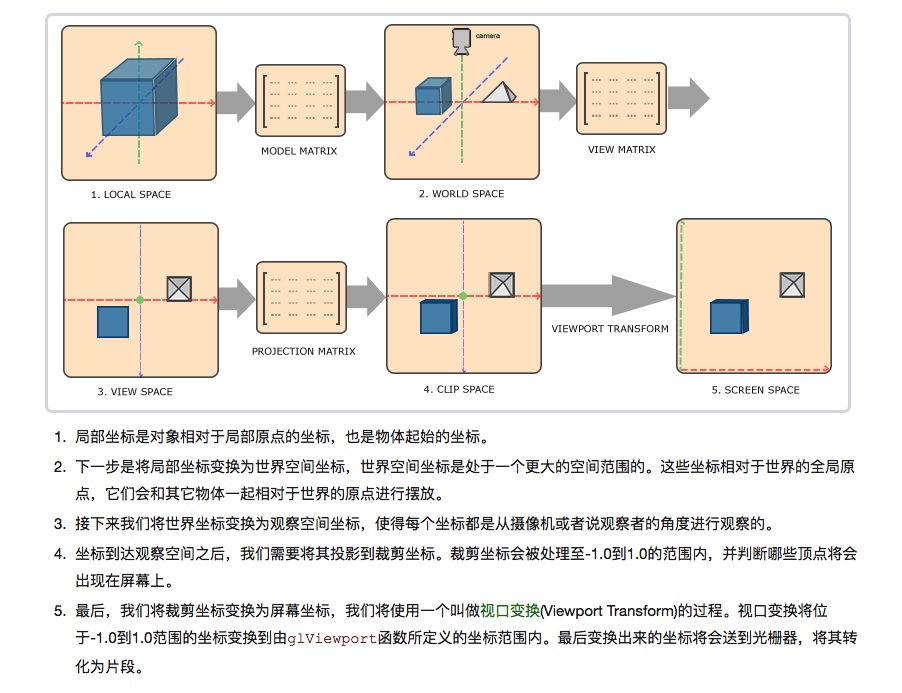 camera
MODEL MATRIX
VIEW MATRIX
1. LOCAL SPACE
2. WORLD SPACE
VIEWPORT TRANSFORM
PROJECTION MATRIX
3. VIEW SPACE
4. CLIP SPACE
5. SCREEN SPACE
1. 局部坐标是对象相对于局部原点的坐标，也是物体起始的坐标。
2. 下一步是将局部坐标变换为世界空间坐标，世界空间坐标是处于一个更大的空间范围的。这些坐标相对于世界的全局原
点，它们会和其它物体一起相对于世界的原点进行摆放。
3. 接下来我们将世界坐标变换为观察空间坐标，使得每个坐标都是从摄像机或者说观察者的角度进行观察的。
4. 坐标到达观察空间之后，我们需要将其投影到裁剪坐标。裁剪坐标会被处理至-1.0到1.0的范围内，并判断哪些顶点将会
出现在屏幕上。
5. 最后，我们将裁剪坐标变换为屏幕坐标，我们将使用一个叫做视口变换(Viewport Transform)的过程。视口变换将位
于-1.0到1.0范围的坐标变换到由glViewport函数所定义的坐标范围内。最后变换出来的坐标将会送到光栅器，将其转
化为片段。